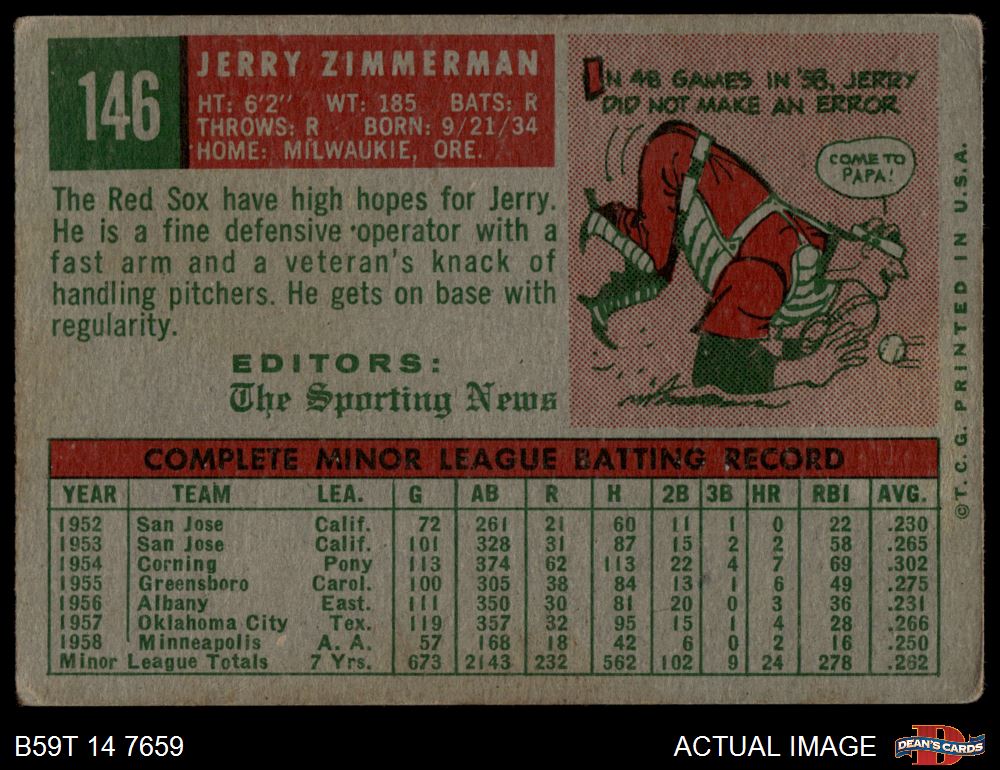 146
JERRY ZIMMERMAN
HT: 6'2" WT: 185 BATS: R
THROWS: R BORN: 9/21/34
HOME: MILWAUKIE, ORE.
The Red Sox have high hopes for Jerry.
He is a fine defensive operator with a
fast arm and a veteran's knack of
handling pitchers. He gets on base with
regularity.
EDITORS:
The Sporting News
IN 48 GAMES IN '58, JERRY
DID NOT MAKE AN ERROR
COME TO
PAPA!
© T. C. G. PRINTED IN U.S.A.
COMPLETE MINOR LEAGUE BATTING RECORD
YEAR TEAM LEA. G AB R H 2B 3B HR RBI AVG.
1952 San Jose Calif. 72 261 21 60 11 1 0 22 .230
1953 San Jose Calif. 101 328 31 87 15 2 2 58 .265
1954 Corning Pony 113 374 62 113 22 4 7 69 .302
1955 Greensboro Carol. 100 305 38 84 13 1 6 49 .275
1956 Albany East. 111 350 30 81 20 0 3 36 .231
1957 Oklahoma City Tex. 119 357 32 95 15 1 4 28 .266
1958 Minneapolis A. A. 57 168 18 42 6 0 2 16 .250
Minor League Totals 7 Yrs. 673 2143 232 562 102 9 24 278 .262
B59T 14 7659
ACTUAL IMAGE
D
DEAN'S CARDS